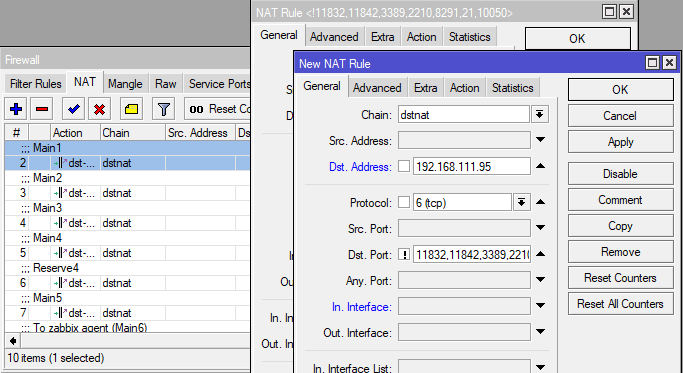 NAT Rule <!11832,11842,3389,2210,8291,21,10050>
General Advanced Extra Action Statistics
OK
Firewall
Filter Rules NAT Mangle Raw Service Ports
Reset Co
# Action Chain Src. Address Ds
;;; Main1
2 dst-... dstnat
;;; Main2
3 dst-... dstnat
;;; Main3
4 dst-... dstnat
;;; Main4
5 dst-... dstnat
;;; Reserve4
6 dst-... dstnat
;;; Main5
7 dst-... dstnat
;;; To zabbix agent (Main6)
10 items (1 selected)
S
D
In
Ou
In. In
Out. In
New NAT Rule
General Advanced Extra Action Statistics
Chain: dstnat
Src. Address:
Dst. Address: 192.168.111.95
Protocol: 6 (tcp)
Src. Port:
Dst. Port: ! 11832,11842,3389,221
Any. Port:
In. Interface:
Out. Interface:
In. Interface List:
OK
Cancel
Apply
Disable
Comment
Copy
Remove
Reset Counters
Reset All Counters